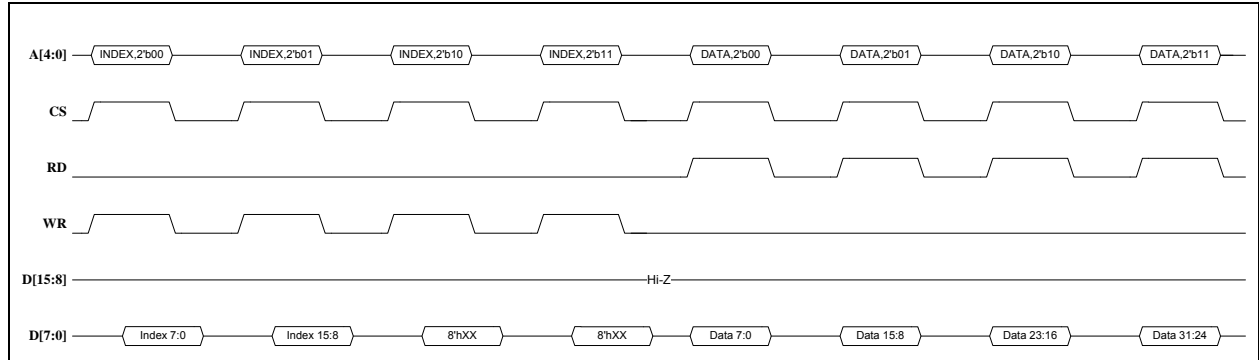 A[4:0] INDEX,2'b00 INDEX,2'b01 INDEX,2'b10 INDEX,2'b11 DATA,2'b00 DATA,2'b01 DATA,2'b10 DATA,2'b11
CS
RD
WR
D[15:8] Hi-Z
D[7:0] Index 7:0 Index 15:8 8'hXX 8'hXX Data 7:0 Data 15:8 Data 23:16 Data 31:24